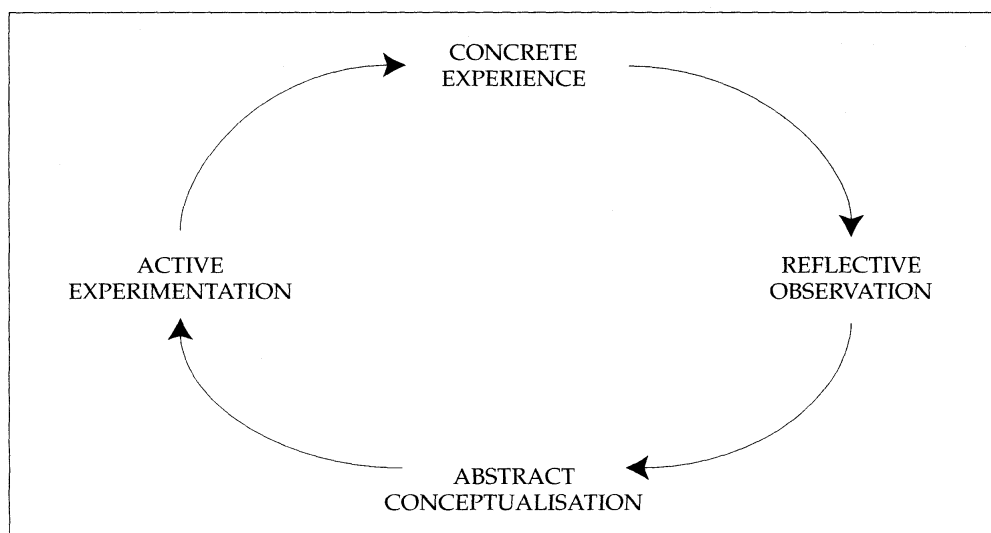 CONCRETE
EXPERIENCE
REFLECTIVE
OBSERVATION
ABSTRACT
CONCEPTUALISATION
ACTIVE
EXPERIMENTATION